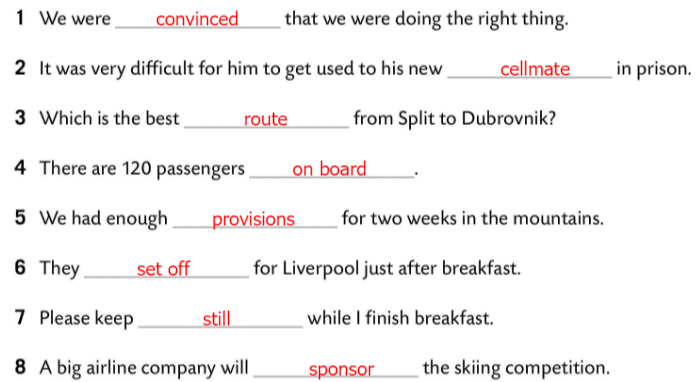 1 We were convinced that we were doing the right thing.
2 It was very difficult for him to get used to his new cellmate in prison.
3 Which is the best route from Split to Dubrovnik?
4 There are 120 passengers on board.
5 We had enough provisions for two weeks in the mountains.
6 They set off for Liverpool just after breakfast.
7 Please keep still while I finish breakfast.
8 A big airline company will sponsor the skiing competition.